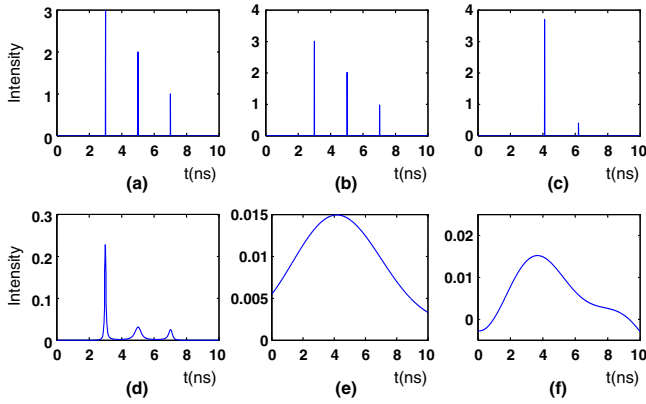 Intensity
3
2
1
0
0 2 4 6 8 10
t(ns)
(a)
4
3
2
1
0
0 2 4 6 8 10
t(ns)
(b)
4
3
2
1
0
0 2 4 6 8 10
t(ns)
(c)
Intensity
0.3
0.2
0.1
0
0 2 4 6 8 10
t(ns)
(d)
0.015
0.01
0.005
0
0 2 4 6 8 10
t(ns)
(e)
0.02
0.01
0
0 2 4 6 8 10
t(ns)
(f)